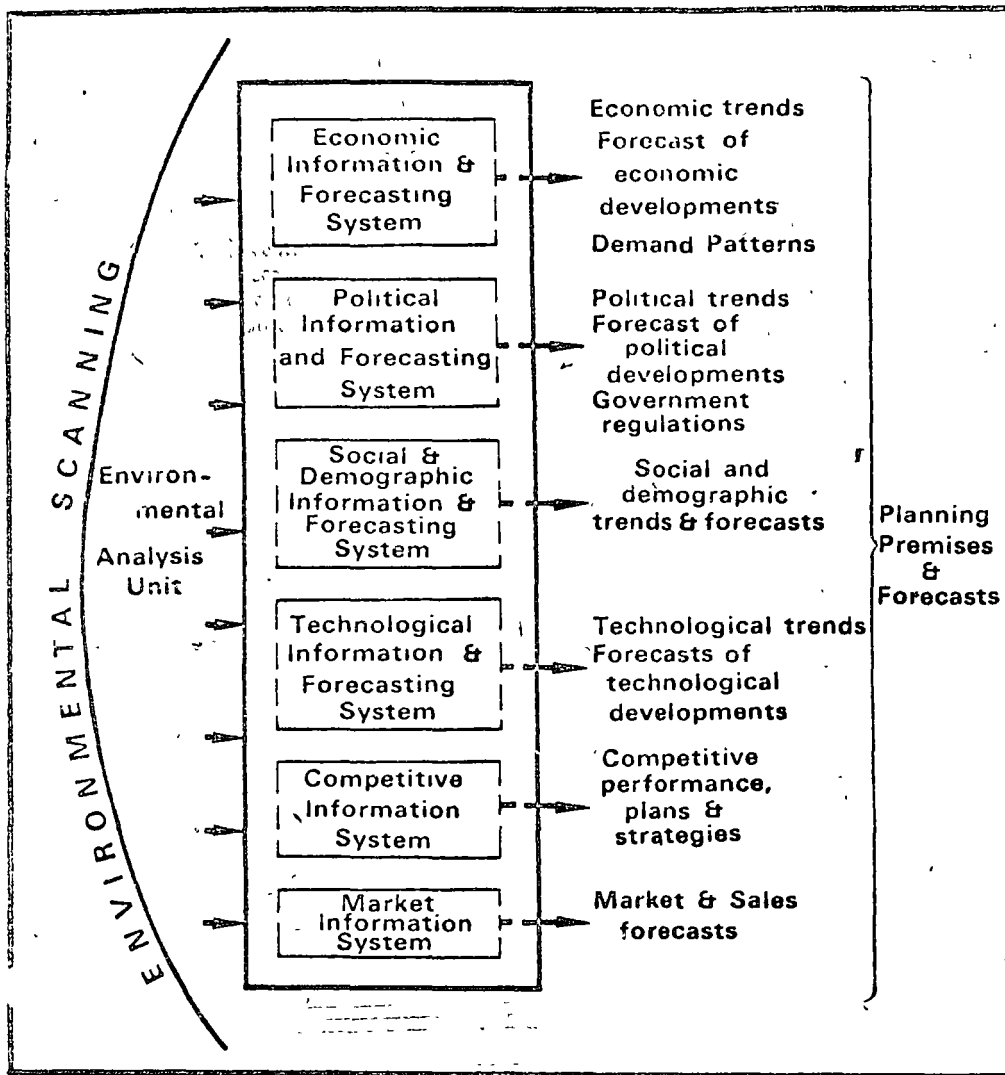 ENVIRONMENTAL SCANNING
Environ-
mental
Analysis
Unit
Economic
Information &
Forecasting
System
Economic trends
Forecast of
economic
developments
Demand Patterns
Political
Information
and Forecasting
System
Political trends
Forecast of
political
developments
Government
regulations
Social &
Demographic
Information &
Forecasting
System
Social and
demographic
trends & forecasts
Technological
Information &
Forecasting
System
Technological trends
Forecasts of
technological
developments
Competitive
Information
System
Competitive
performance,
plans &
strategies
Market
Information
System
Market & Sales
forecasts
Planning
Premises
&
Forecasts